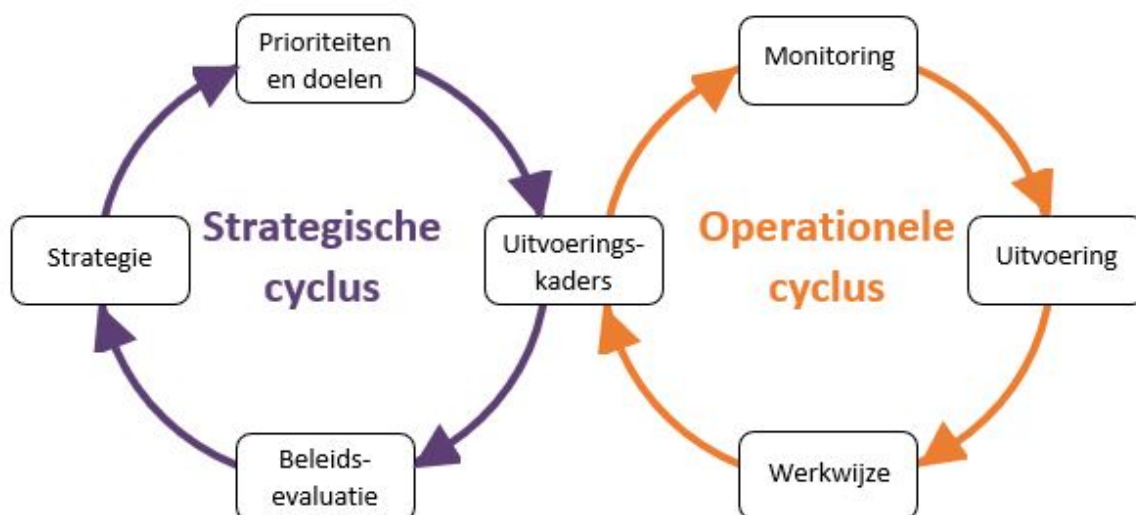 Prioriteiten
en doelen
Monitoring
Strategische
cyclus
Operationele
cyclus
Strategie
Uitvoerings-
kaders
Uitvoering
Beleids-
evaluatie
Werkwijze